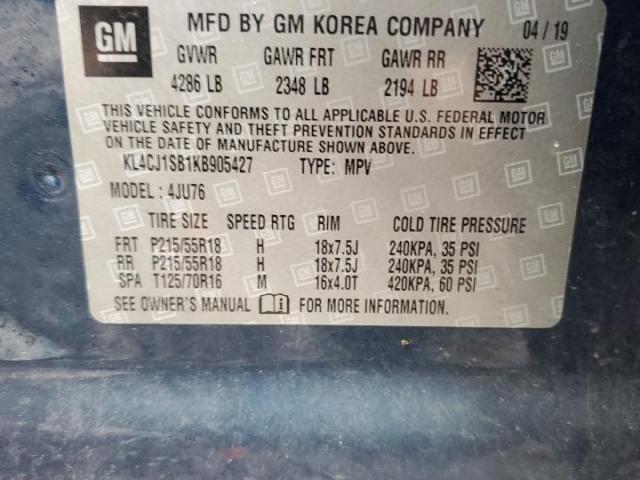 GM MFD BY GM KOREA COMPANY 04/19
GVWR GAWR FRT GAWR RR
4286 LB 2348 LB 2194 LB
THIS VEHICLE CONFORMS TO ALL APPLICABLE U.S. FEDERAL MOTOR
VEHICLE SAFETY AND THEFT PREVENTION STANDARDS IN EFFECT
ON THE DATE OF MANUFACTURE SHOWN ABOVE.
KL4CJ1SB1KB905427 TYPE: MPV
MODEL: 4JU76
TIRE SIZE SPEED RTG RIM COLD TIRE PRESSURE
FRT P215/55R18 H 18x7.5J 240KPA, 35 PSI
RR P215/55R18 H 18x7.5J 240KPA, 35 PSI
SPA T125/70R16 M 16x4.0T 420KPA, 60 PSI
SEE OWNER'S MANUAL FOR MORE INFORMATION.